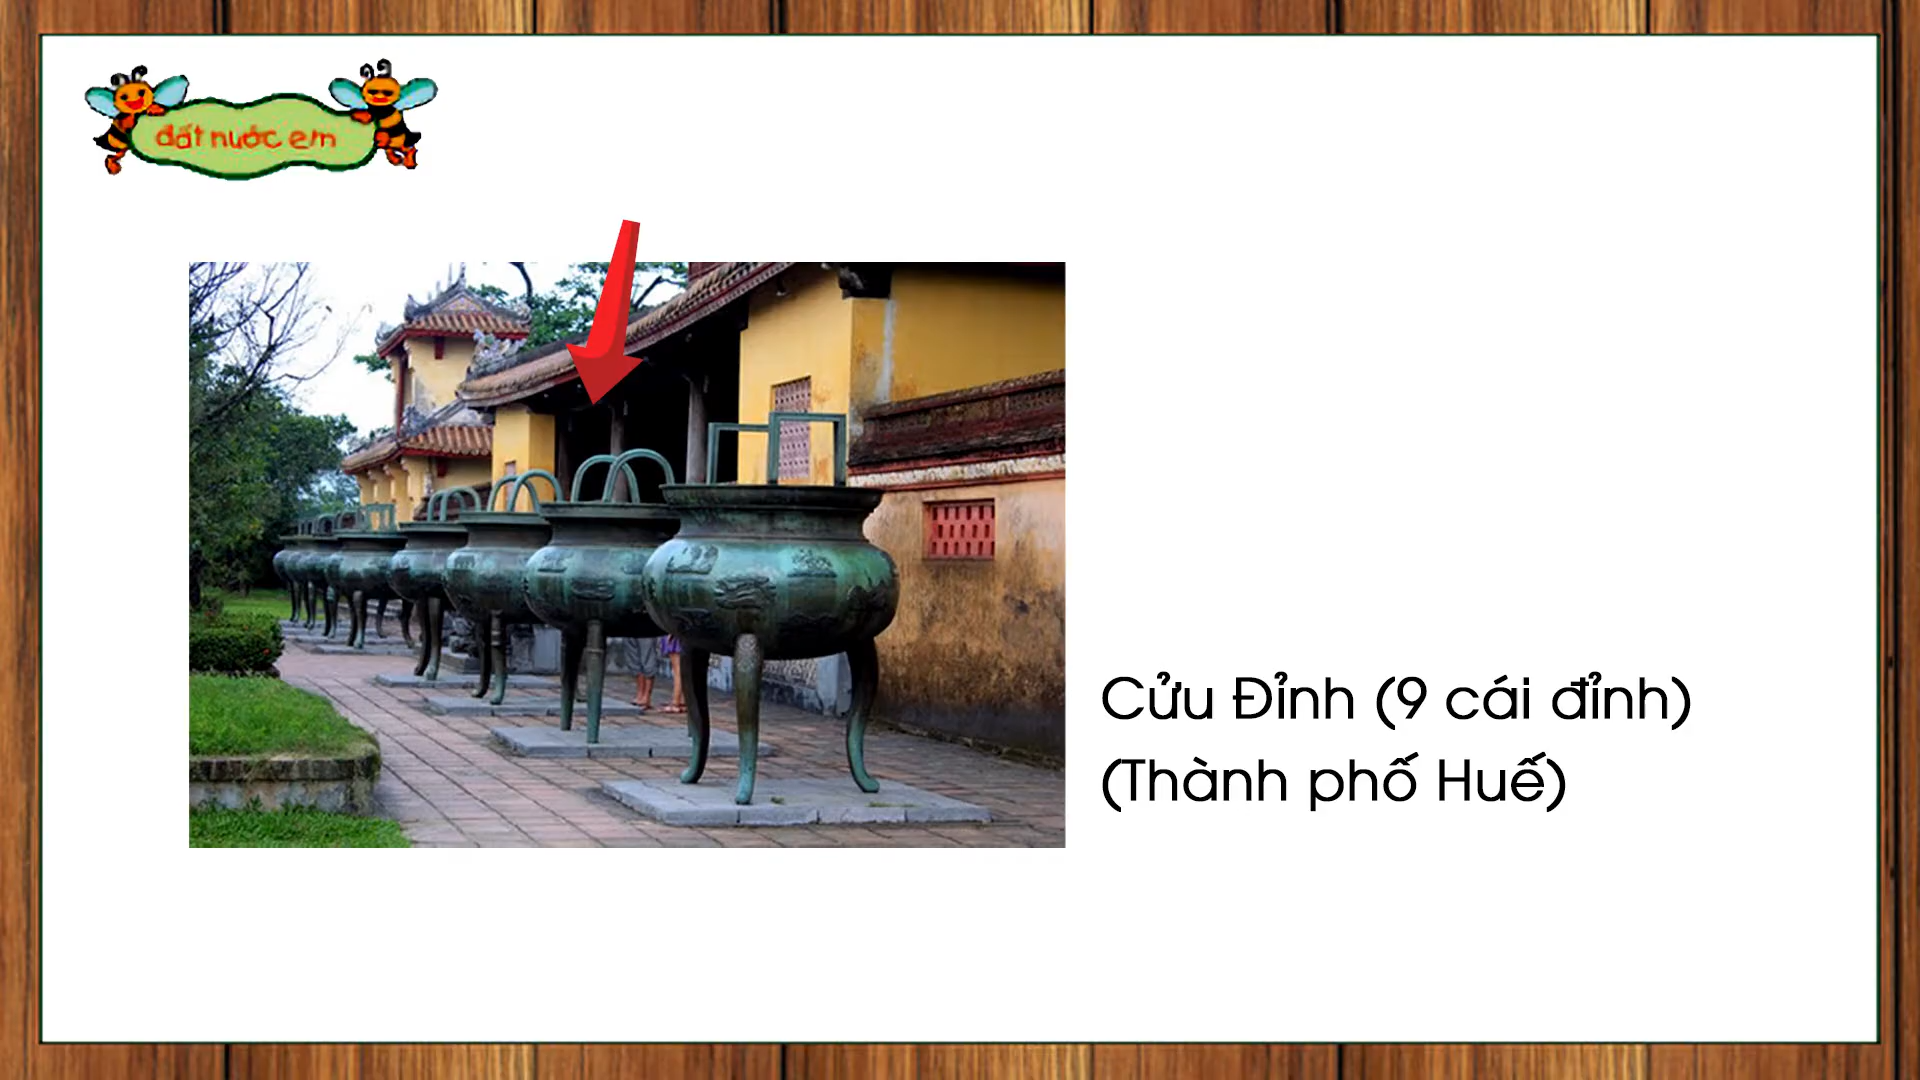 đất nước em
Cửu Đỉnh (9 cái đỉnh)
(Thành phố Huế)